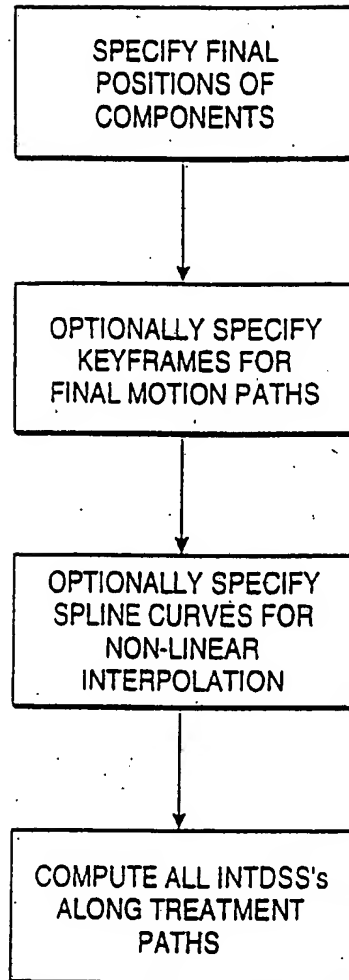 SPECIFY FINAL
POSITIONS OF
COMPONENTS
OPTIONALLY SPECIFY
KEYFRAMES FOR
FINAL MOTION PATHS
OPTIONALLY SPECIFY
SPLINE CURVES FOR
NON-LINEAR
INTERPOLATION
COMPUTE ALL INTDSS's
ALONG TREATMENT
PATHS